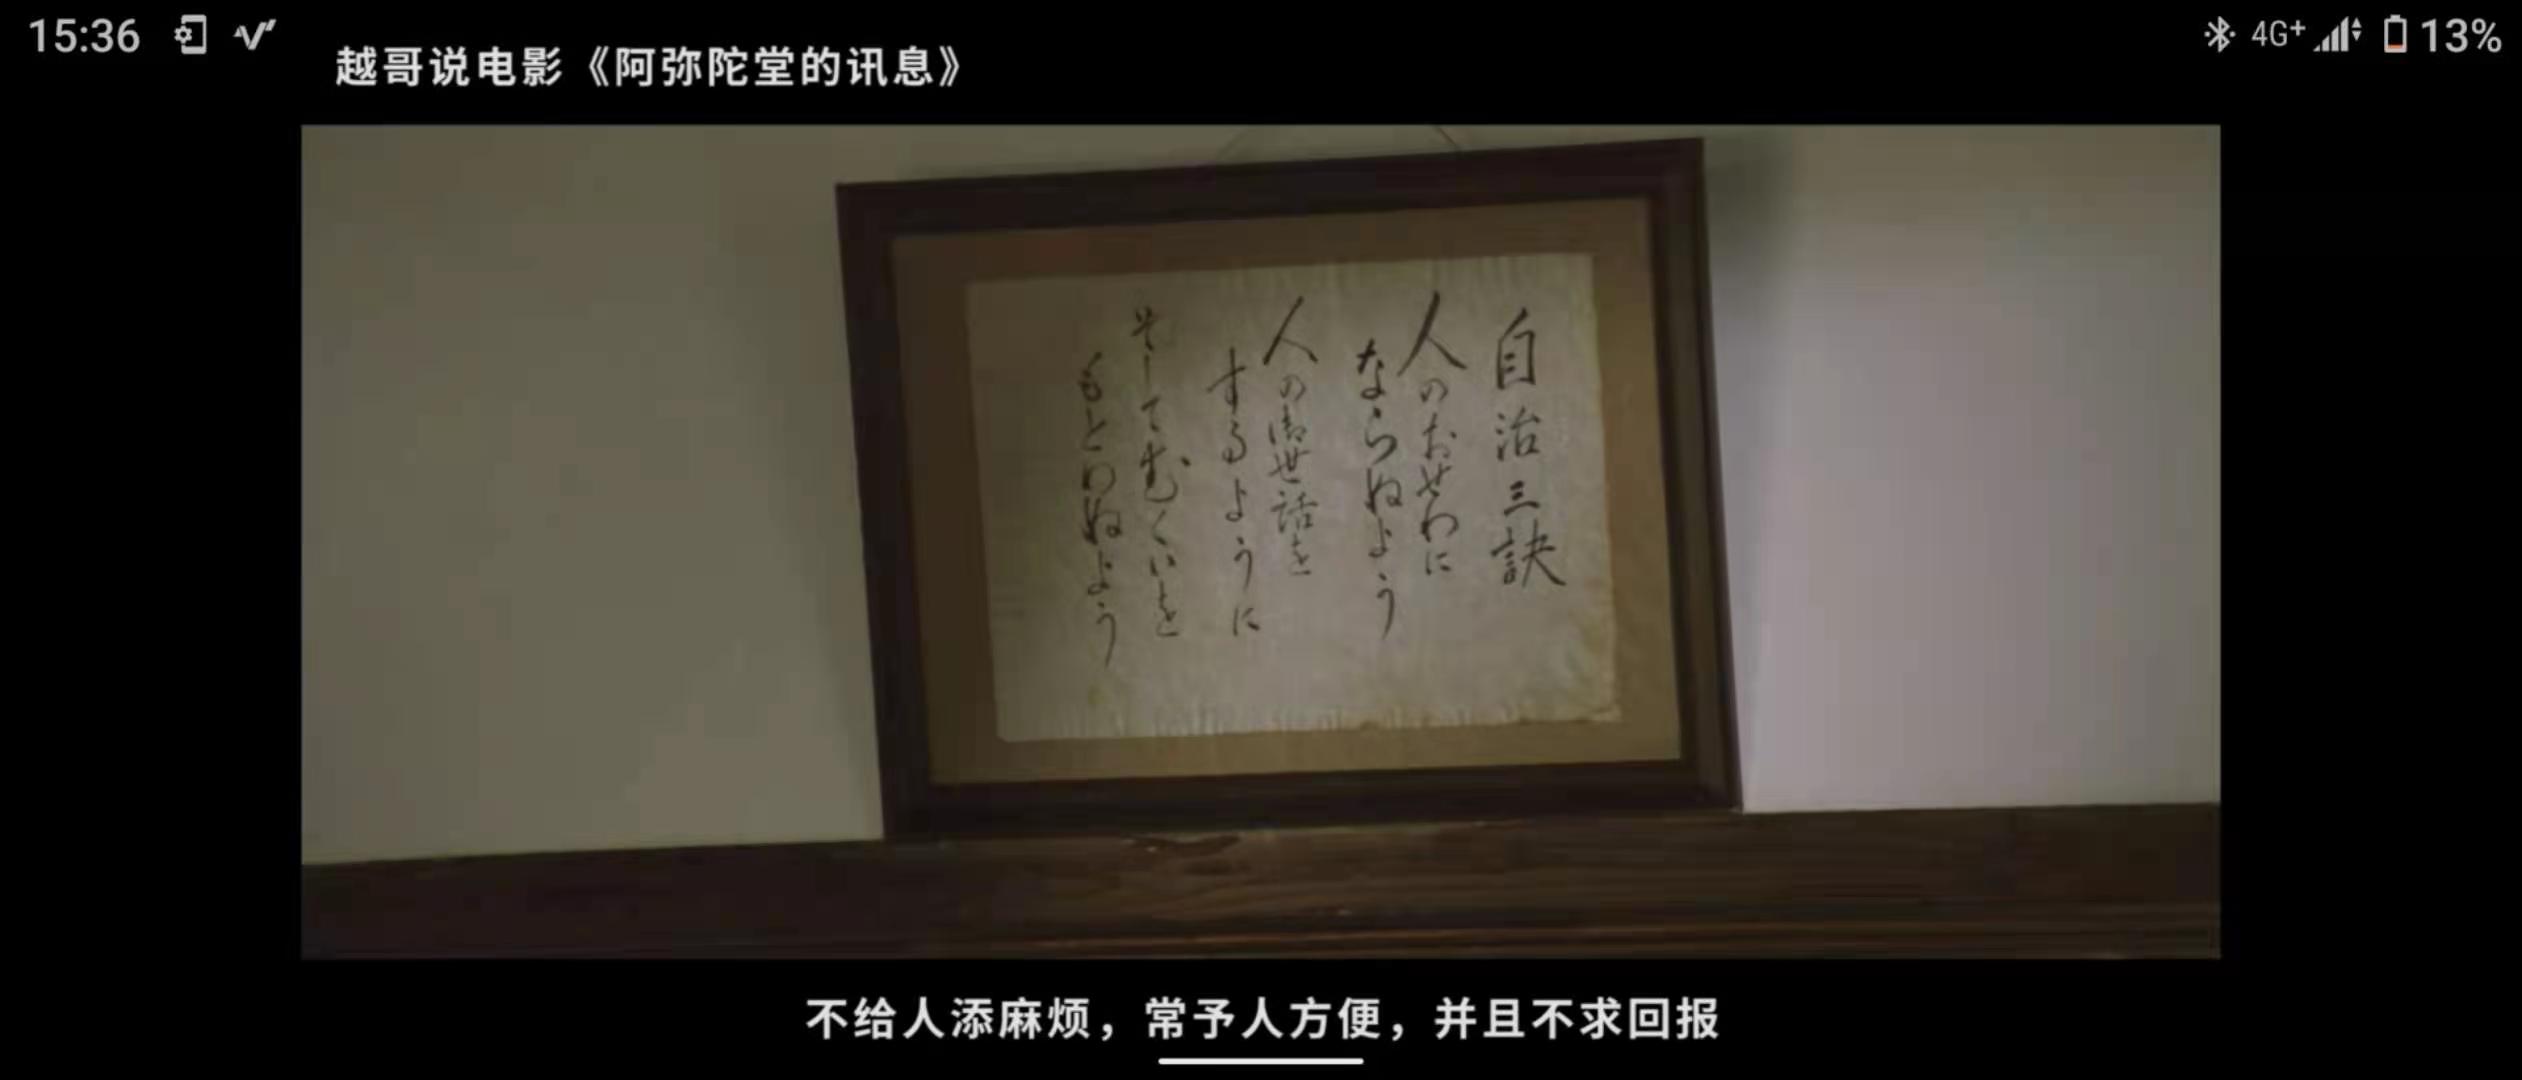 15:36
4G+
13%
越哥说电影《阿弥陀堂的讯息》
自治三訣
人のおせわに
ならぬよう
人の御世話を
するように
そしてむくいを
もとめぬよう
不给人添麻烦，常予人方便，并且不求回报